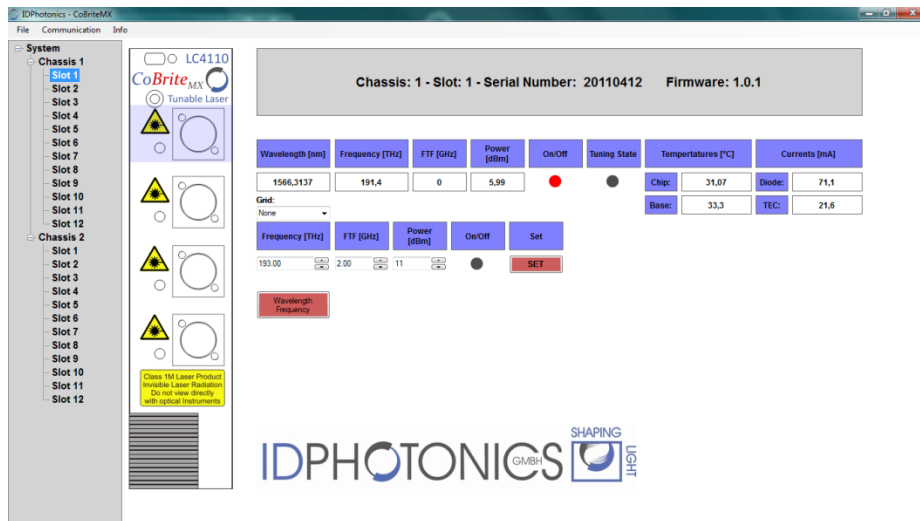 IDPhotonics - CoBriteMX
File Communication Info
System
Chassis 1
Slot 1
Slot 2
Slot 3
Slot 4
Slot 5
Slot 6
Slot 7
Slot 8
Slot 9
Slot 10
Slot 11
Slot 12
Chassis 2
Slot 1
Slot 2
Slot 3
Slot 4
Slot 5
Slot 6
Slot 7
Slot 8
Slot 9
Slot 10
Slot 11
Slot 12
LC4110
CoBrite MX
Tunable Laser
Class 1M Laser Product
Invisible Laser Radiation
Do not view directly
with optical Instruments
Chassis: 1 - Slot: 1 - Serial Number: 20110412 Firmware: 1.0.1
Wavelength [nm] Frequency [THz] FTF [GHz] Power [dBm] On/Off Tuning State Tempertatures [°C] Currents [mA]
1566,3137 191,4 0 5,99 Chip: 31,07 Diode: 71,1
Base: 33,3 TEC: 21,6
Grid:
None
Frequency [THz] FTF [GHz] Power [dBm] On/Off Set
193.00 2.00 11 SET
Wavelength
Frequency
IDPHOTONICS GMBH
SHAPING
LIGHT